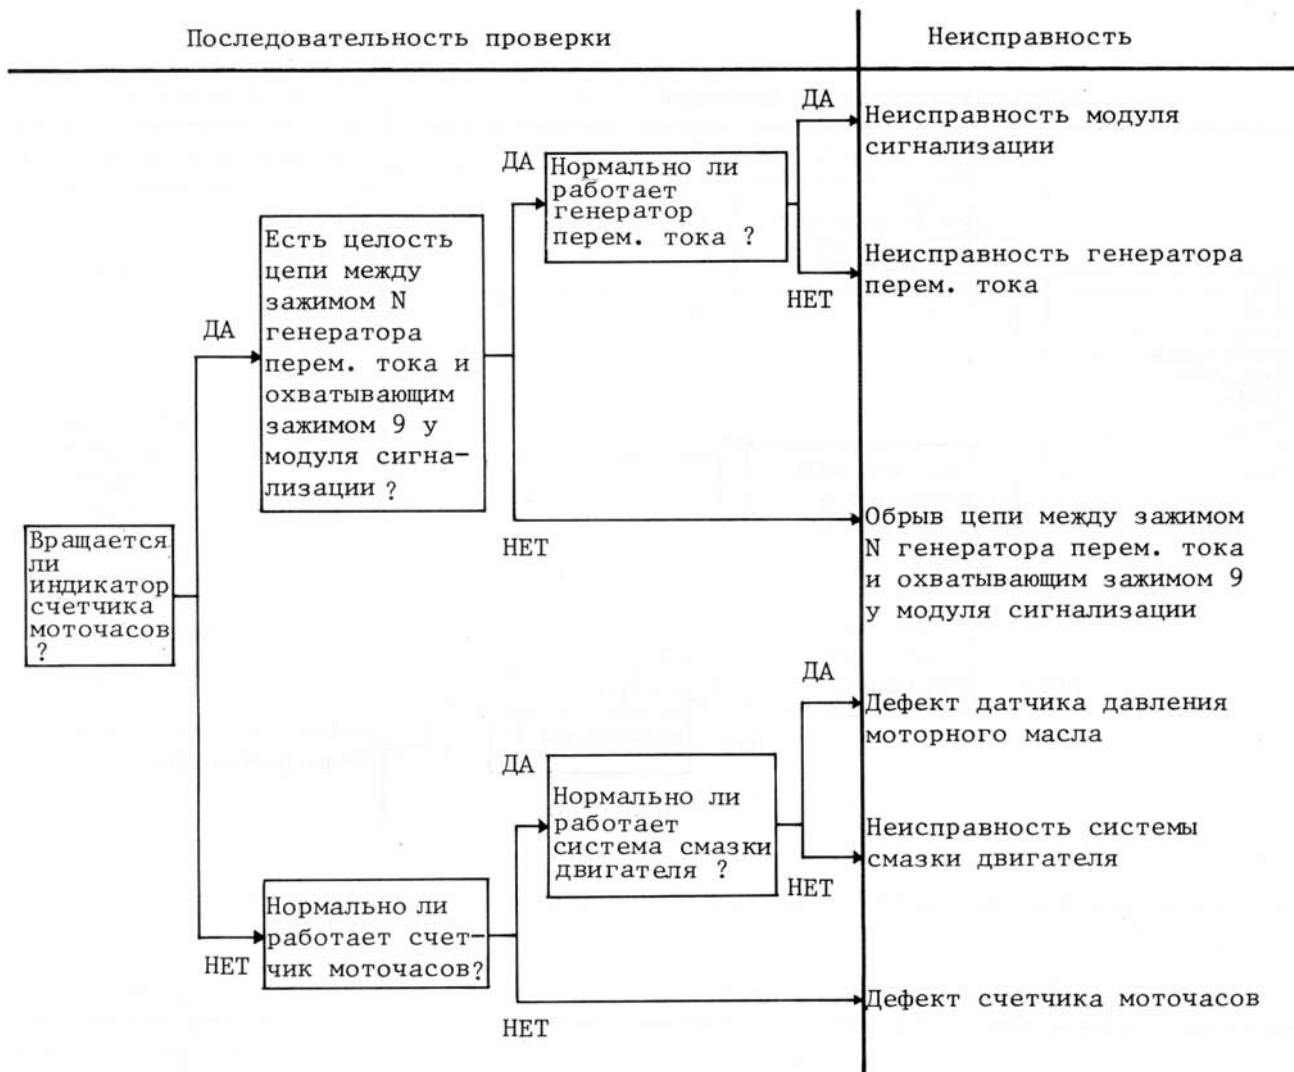 Последовательность проверки
Неисправность
ДА
Неисправность модуля
сигнализации
ДА
Нормально ли
работает
генератор
перем. тока ?
Есть целость
цепи между
зажимом N
генератора
перем. тока и
охватывающим
зажимом 9 у
модуля сигна-
лизации ?
Неисправность генератора
перем. тока
НЕТ
ДА
Обрыв цепи между зажимом
N генератора перем. тока
и охватывающим зажимом 9
у модуля сигнализации
НЕТ
Вращается
ли
индикатор
счетчика
моточасов
?
ДА
Дефект датчика давления
моторного масла
ДА
Нормально ли
работает
система смазки
двигателя ?
Неисправность системы
смазки двигателя
НЕТ
Нормально ли
работает счет-
чик моточасов?
НЕТ
Дефект счетчика моточасов
НЕТ